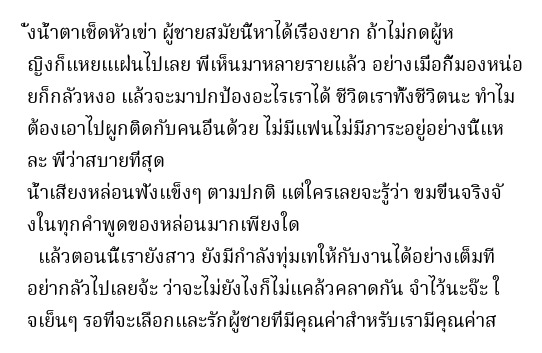 ั่งน้ำตาเช็ดหัวเข่า ผู้ชายสมัยนี้หาได้เรื่องยาก ถ้าไม่กดผู้ห
ญิงก็แหยแแฝนไปเลย พี่เห็นมาหลายรายแล้ว อย่างเมื่อกี้มองหน่อ
ยก็กลัวหงอ แล้วจะมาปกป้องอะไรเราได้ ชีวิตเราทั้งชีวิตนะ ทำไม
ต้องเอาไปผูกติดกับคนอื่นด้วย ไม่มีแฟนไม่มีภาระอยู่อย่างนี้แห
ละ พี่ว่าสบายที่สุด
น้ำเสียงหล่อนฟังแข็งๆ ตามปกติ แต่ใครเลยจะรู้ว่า ขมขื่นจริงจั
งในทุกคำพูดของหล่อนมากเพียงใด
แล้วตอนนี้เรายังสาว ยังมีกำลังทุ่มเทให้กับงานได้อย่างเต็มที่
อย่ากลัวไปเลยจ้ะ ว่าจะไม่ยังไงก็ไม่แคล้วคลาดกัน จำไว้นะจ๊ะ ใ
จเย็นๆ รอที่จะเลือกและรักผู้ชายที่มีคุณค่าสำหรับเรามีคุณค่าส